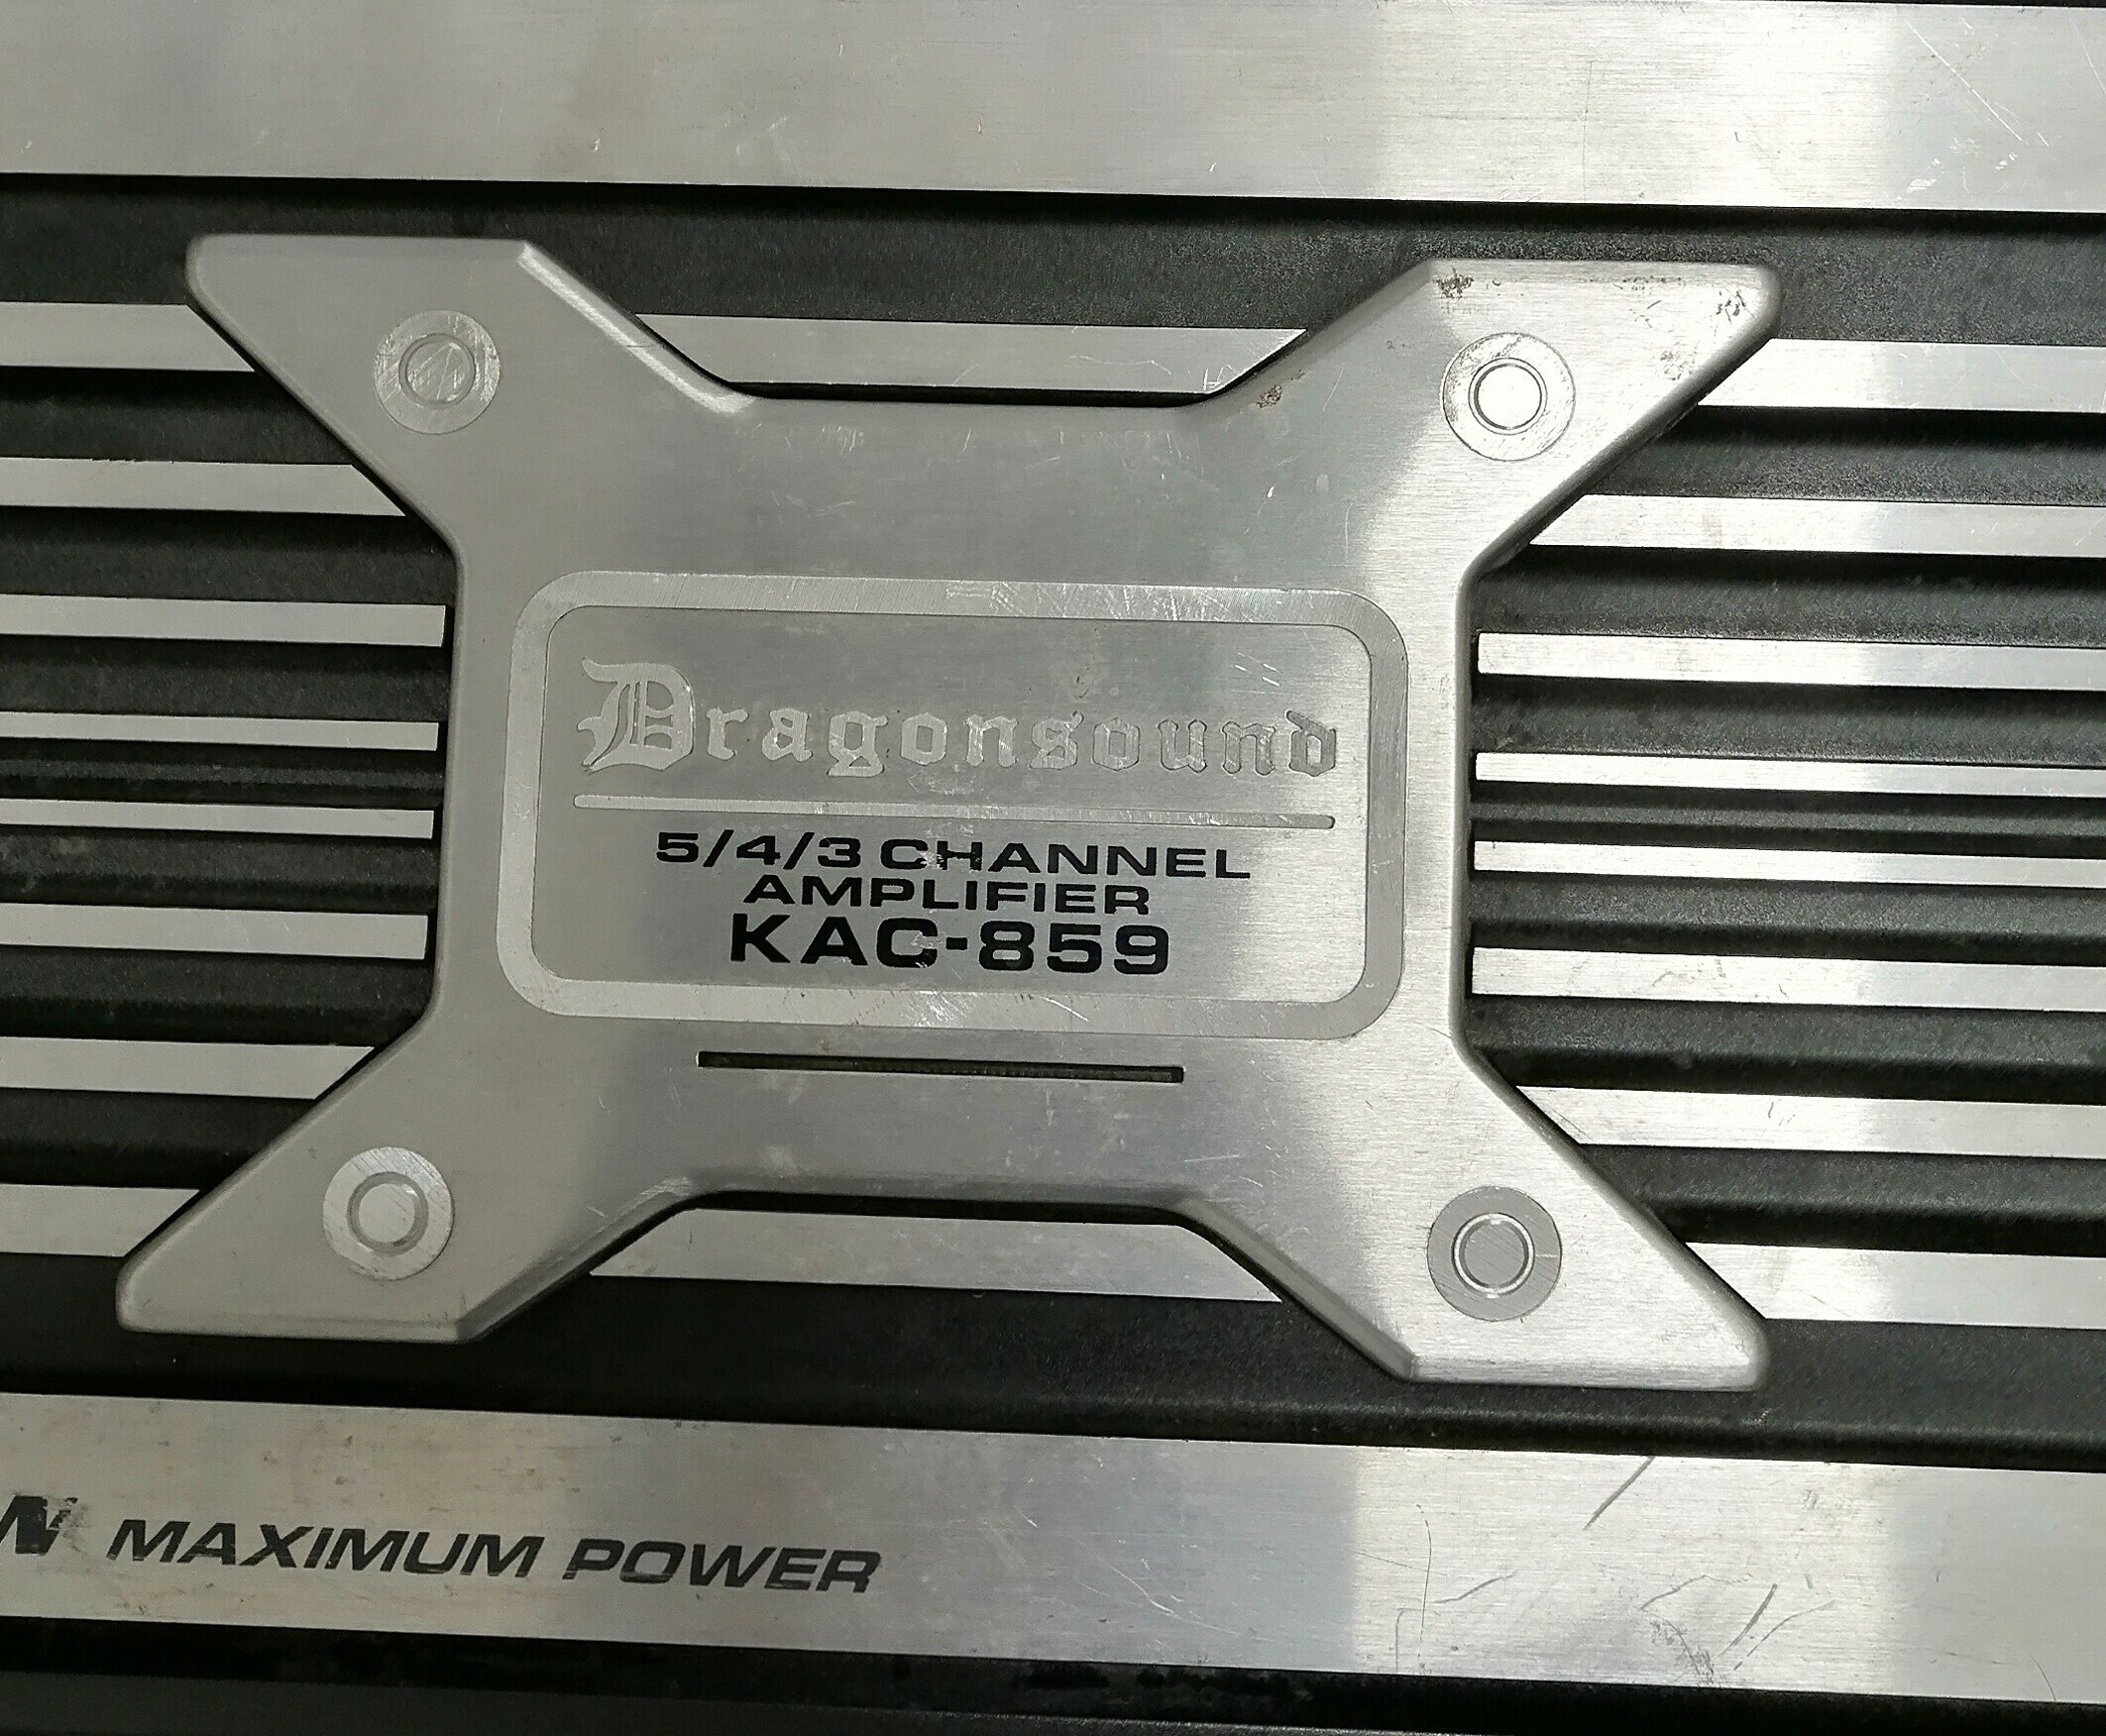 Dragonsound
5/4/3 CHANNEL
AMPLIFIER
KAC-859
MAXIMUM POWER